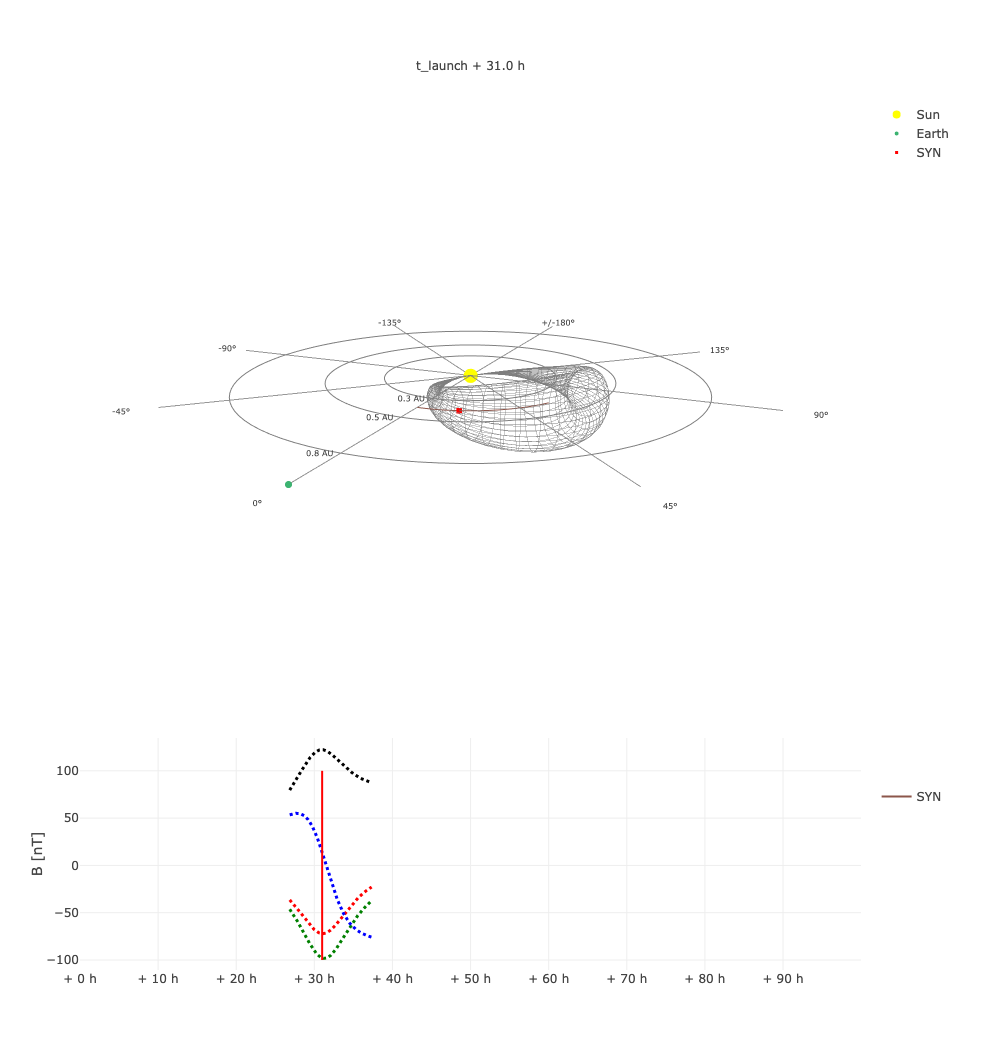 t_launch + 31.0 h
Sun
Earth
SYN
-135°
+/-180°
-90°
135°
0.3 AU
-45°
0.5 AU
90°
0.8 AU
0°
45°
100
50
0
−50
−100
B [nT]
SYN
+ 0 h
+ 10 h
+ 20 h
+ 30 h
+ 40 h
+ 50 h
+ 60 h
+ 70 h
+ 80 h
+ 90 h